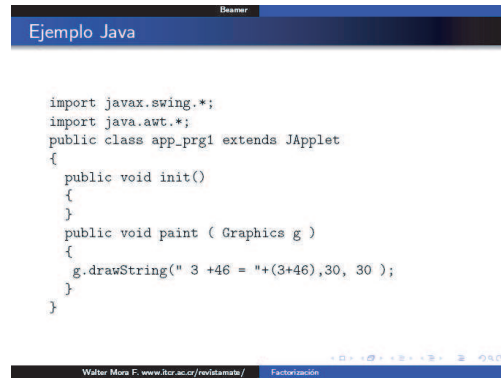 Beamer
Ejemplo Java
import javax.swing.*;
import java.awt.*;
public class app_prg1 extends JApplet
{
public void init()
{
}
public void paint ( Graphics g )
{
g.drawString(" 3 +46 = "+(3+46),30, 30 );
}
}
Walter Mora F. www.itcr.ac.cr/revistamate/ Factorización